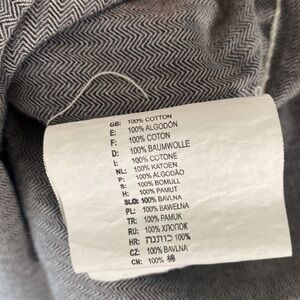 GB: 100% COTTON
E: 100% ALGODÓN
F: 100% COTON
D: 100% BAUMWOLLE
I: 100% COTONE
NL: 100% KATOEN
P: 100% ALGODÃO
S: 100% BOMULL
H: 100% PAMUT
SLO: 100% BAVLNA
PL: 100% BAWEŁNA
TR: 100% PAMUK
RU: 100% ХЛОПОК
HR: 100% כותנה
CZ: 100% BAVLNA
CN: 100% 棉